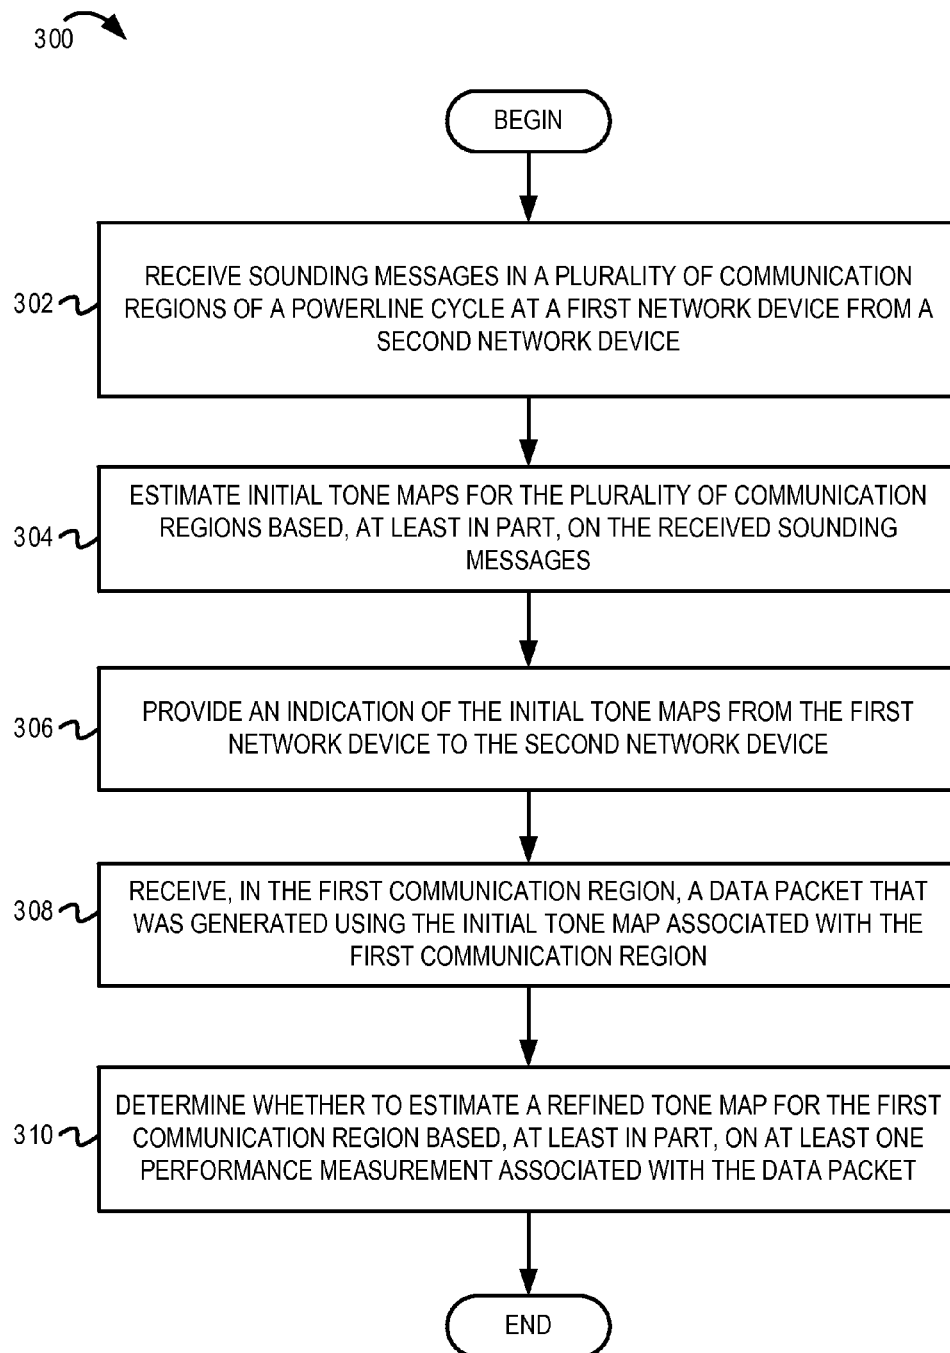 300
BEGIN
302
RECEIVE SOUNDING MESSAGES IN A PLURALITY OF COMMUNICATION
REGIONS OF A POWERLINE CYCLE AT A FIRST NETWORK DEVICE FROM A
SECOND NETWORK DEVICE
304
ESTIMATE INITIAL TONE MAPS FOR THE PLURALITY OF COMMUNICATION
REGIONS BASED, AT LEAST IN PART, ON THE RECEIVED SOUNDING
MESSAGES
306
PROVIDE AN INDICATION OF THE INITIAL TONE MAPS FROM THE FIRST
NETWORK DEVICE TO THE SECOND NETWORK DEVICE
308
RECEIVE, IN THE FIRST COMMUNICATION REGION, A DATA PACKET THAT
WAS GENERATED USING THE INITIAL TONE MAP ASSOCIATED WITH THE
FIRST COMMUNICATION REGION
310
DETERMINE WHETHER TO ESTIMATE A REFINED TONE MAP FOR THE FIRST
COMMUNICATION REGION BASED, AT LEAST IN PART, ON AT LEAST ONE
PERFORMANCE MEASUREMENT ASSOCIATED WITH THE DATA PACKET
END